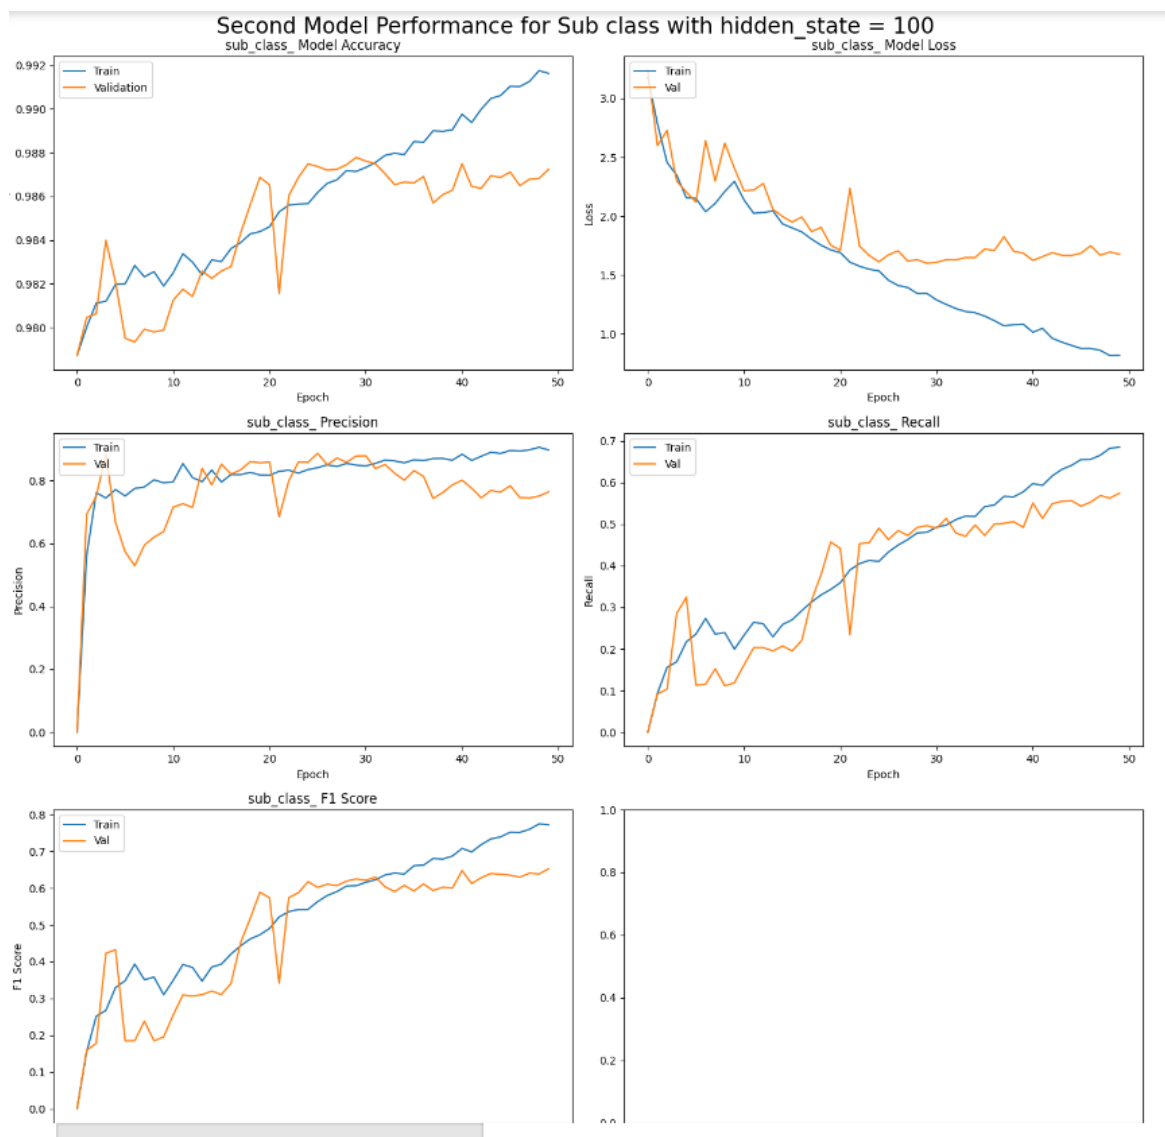 Second Model Performance for Sub class with hidden_state = 100
sub_class_ Model Accuracy
Train
Validation
0.992
0.990
0.988
0.986
0.984
0.982
0.980
0
10
20
30
40
50
Epoch
sub_class_ Model Loss
Train
Val
3.0
2.5
2.0
1.5
1.0
Loss
0
10
20
30
40
50
Epoch
sub_class_ Precision
Train
Val
0.8
0.6
0.4
0.2
0.0
Precision
0
10
20
30
40
50
Epoch
sub_class_ Recall
Train
Val
0.7
0.6
0.5
0.4
0.3
0.2
0.1
0.0
Recall
0
10
20
30
40
50
Epoch
sub_class_ F1 Score
Train
Val
0.8
0.7
0.6
0.5
0.4
0.3
0.2
0.1
0.0
F1 Score
1.0
0.8
0.6
0.4
0.2
0.0